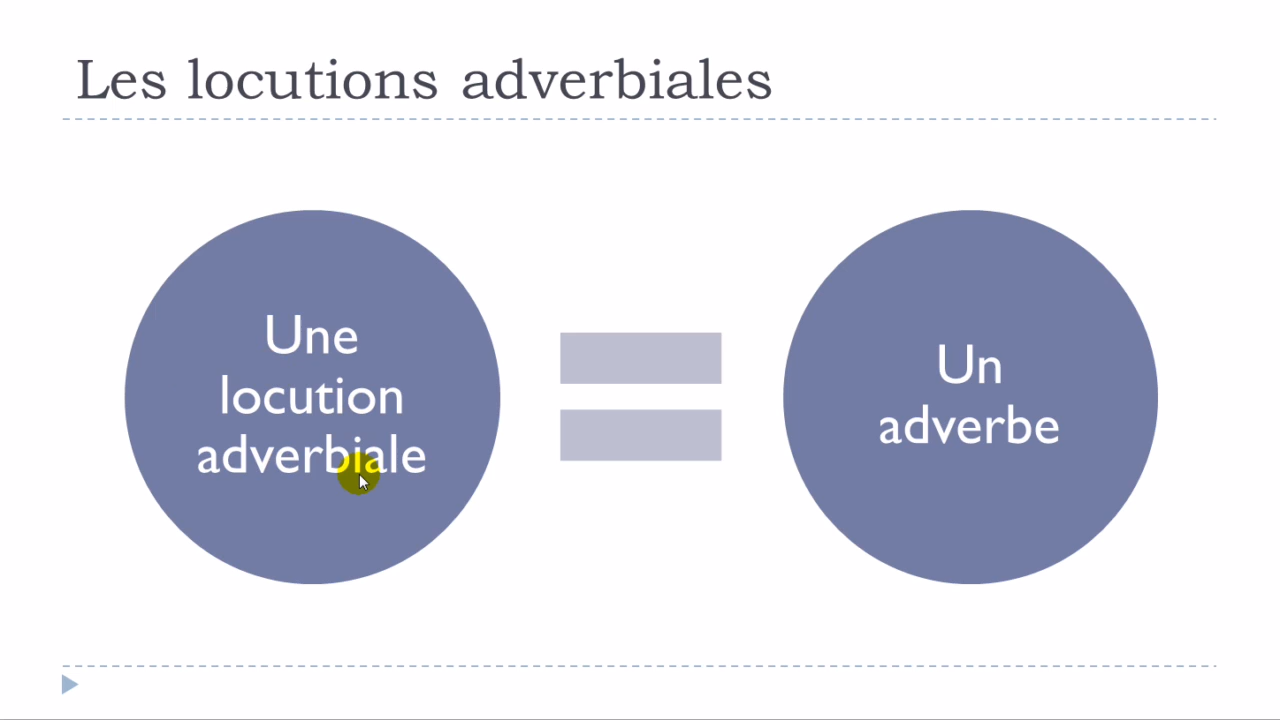 Les locutions adverbiales
Une
locution
adverbiale
Un
adverbe